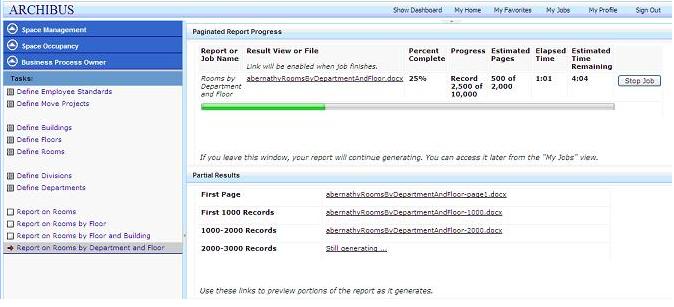 ARCHIBUS
Show Dashboard My Home My Favorites My Jobs My Profile Sign Out
Space Management
Space Occupancy
Business Process Owner
Tasks:
Define Employee Standards
Define Move Projects
Define Buildings
Define Floors
Define Rooms
Define Divisions
Define Departments
Report on Rooms
Report on Rooms by Floor
Report on Rooms by Floor and Building
Report on Rooms by Department and Floor
Paginated Report Progress
Report or Result View or File Percent Progress Estimated Elapsed Estimated
Job Name Link will be enabled when job finishes. Complete Pages Time Time
Remaining
Rooms by abernathyRoomsByDepartmentAndFloor.docx 25% Record 500 of 1:01 4:04 Stop Job
Department 2,500 of 2,000
and Floor 10,000
If you leave this window, your report will continue generating. You can access it later from the "My Jobs" view.
Partial Results
First Page abernathyRoomsByDepartmentAndFloor-page1.docx
First 1000 Records abernathyRoomsByDepartmentAndFloor-1000.docx
1000-2000 Records abernathyRoomsByDepartmentAndFloor-2000.docx
2000-3000 Records Still generating ...
Use these links to preview portions of the report as it generates.